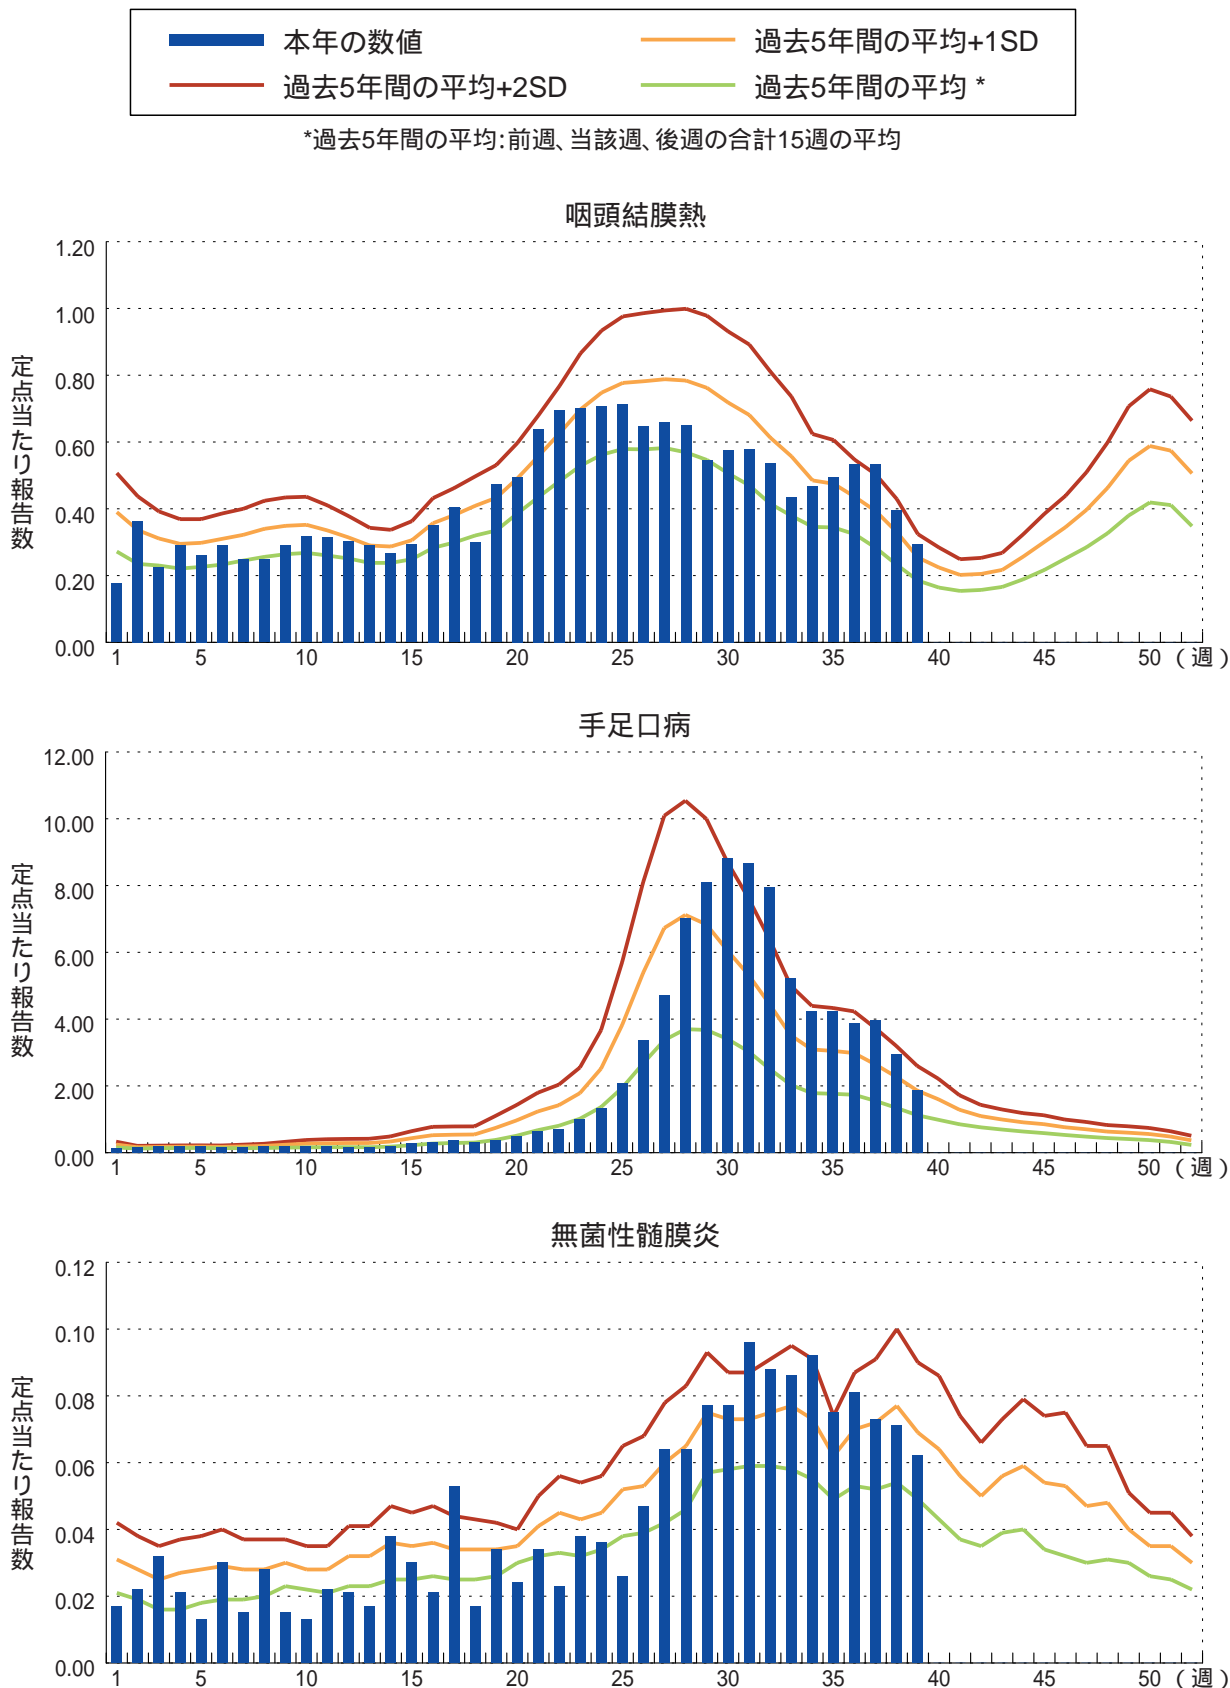 本年の数値
過去5年間の平均+1SD
過去5年間の平均+2SD
過去5年間の平均 *
*過去5年間の平均:前週、当該週、後週の合計15週の平均
咽頭結膜熱
定点当たり報告数
1.20
1.00
0.80
0.60
0.40
0.20
0.00
1 5 10 15 20 25 30 35 40 45 50 (週)
手足口病
定点当たり報告数
12.00
10.00
8.00
6.00
4.00
2.00
0.00
1 5 10 15 20 25 30 35 40 45 50 (週)
無菌性髄膜炎
定点当たり報告数
0.12
0.10
0.08
0.06
0.04
0.02
0.00
1 5 10 15 20 25 30 35 40 45 50 (週)